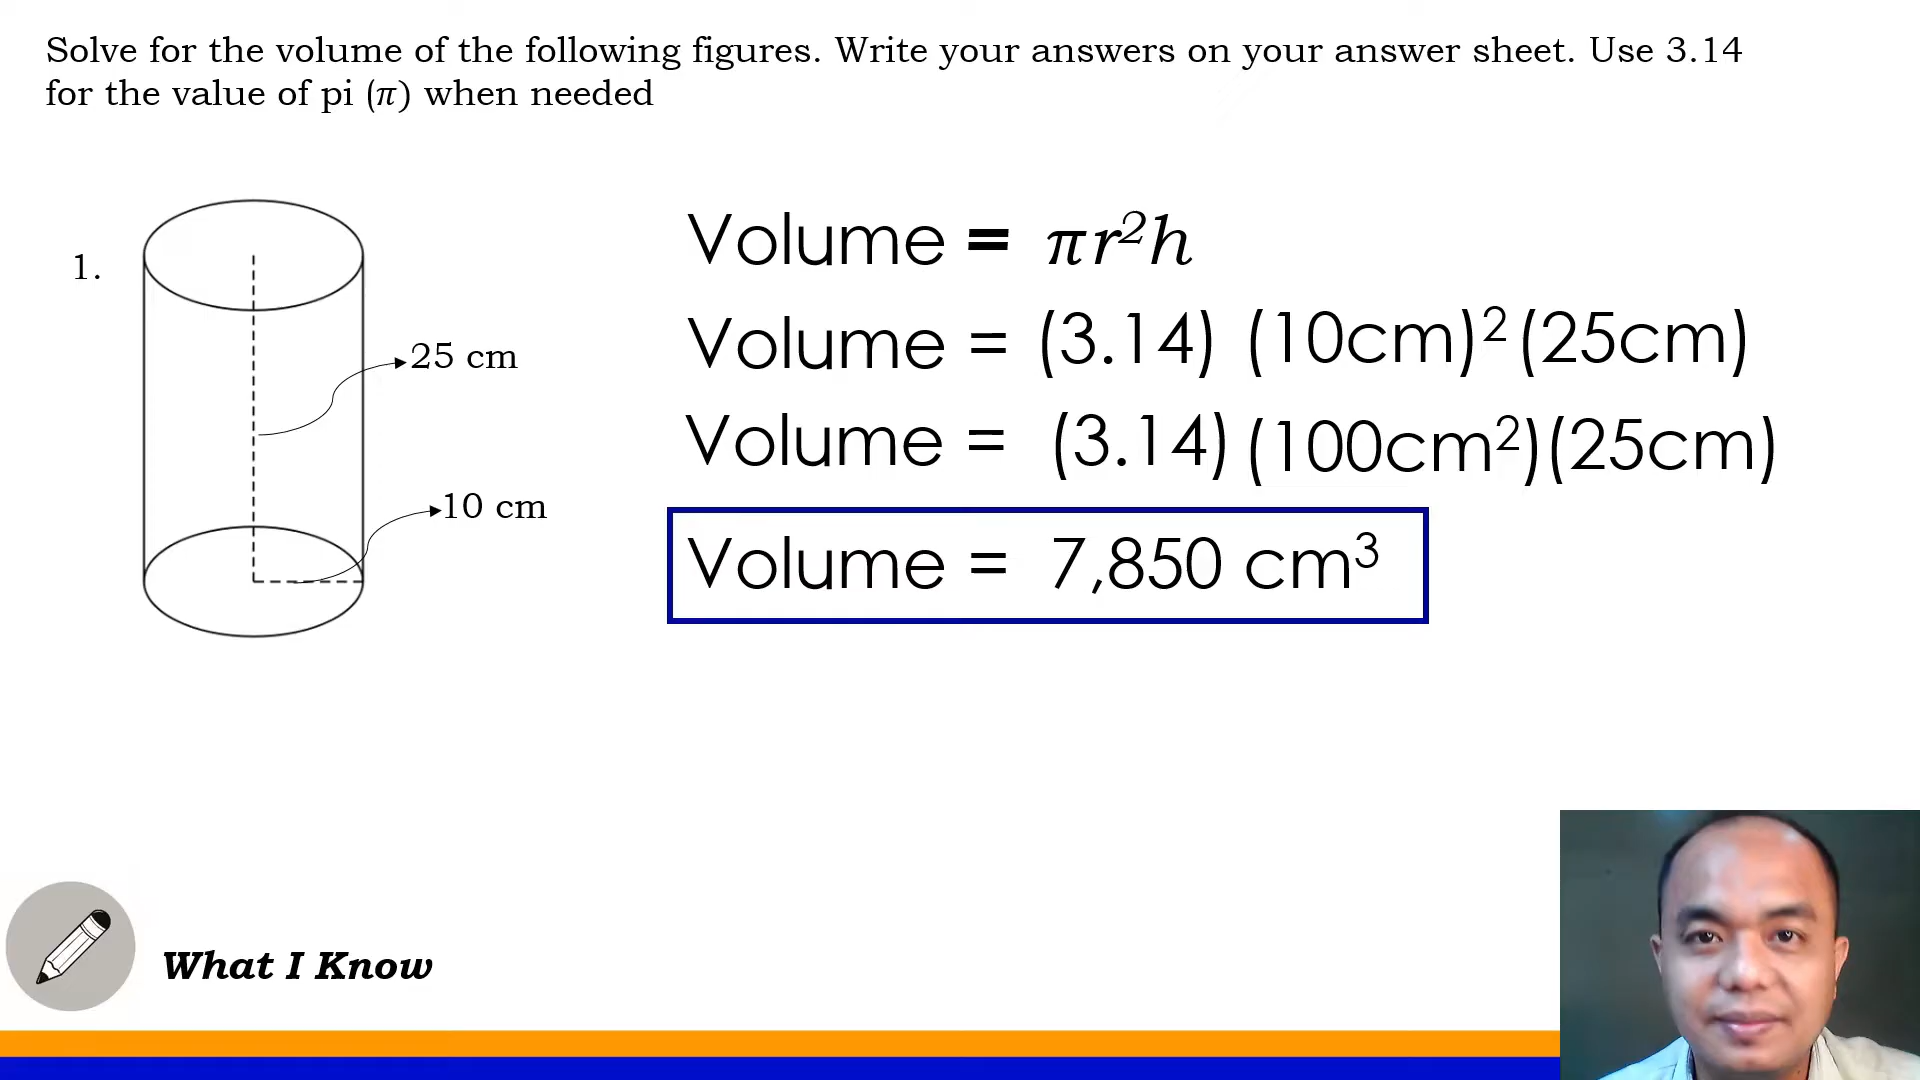 Solve for the volume of the following figures. Write your answers on your answer sheet. Use 3.14
for the value of pi (π) when needed
1.
25 cm
10 cm
Volume = πr²h
Volume = (3.14) (10cm)² (25cm)
Volume = (3.14) (100cm²)(25cm)
Volume = 7,850 cm³
What I Know